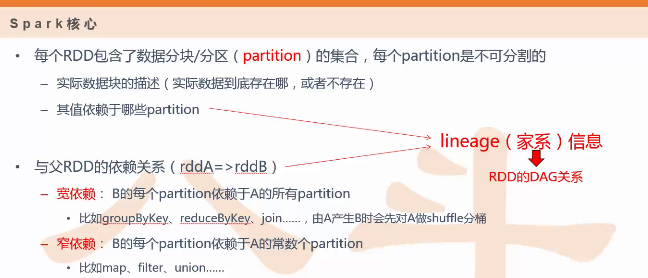 Spark核心
• 每个RDD包含了数据分块/分区（partition）的集合，每个partition是不可分割的
– 实际数据块的描述（实际数据到底存在哪，或者不存在）
– 其值依赖于哪些partition
lineage（家系）信息
RDD的DAG关系
• 与父RDD的依赖关系（rddA=>rddB）
– 宽依赖： B的每个partition依赖于A的所有partition
• 比如groupByKey、reduceByKey、join……，由A产生B时会先对A做shuffle分桶
– 窄依赖： B的每个partition依赖于A的常数个partition
• 比如map、filter、union……
八斗